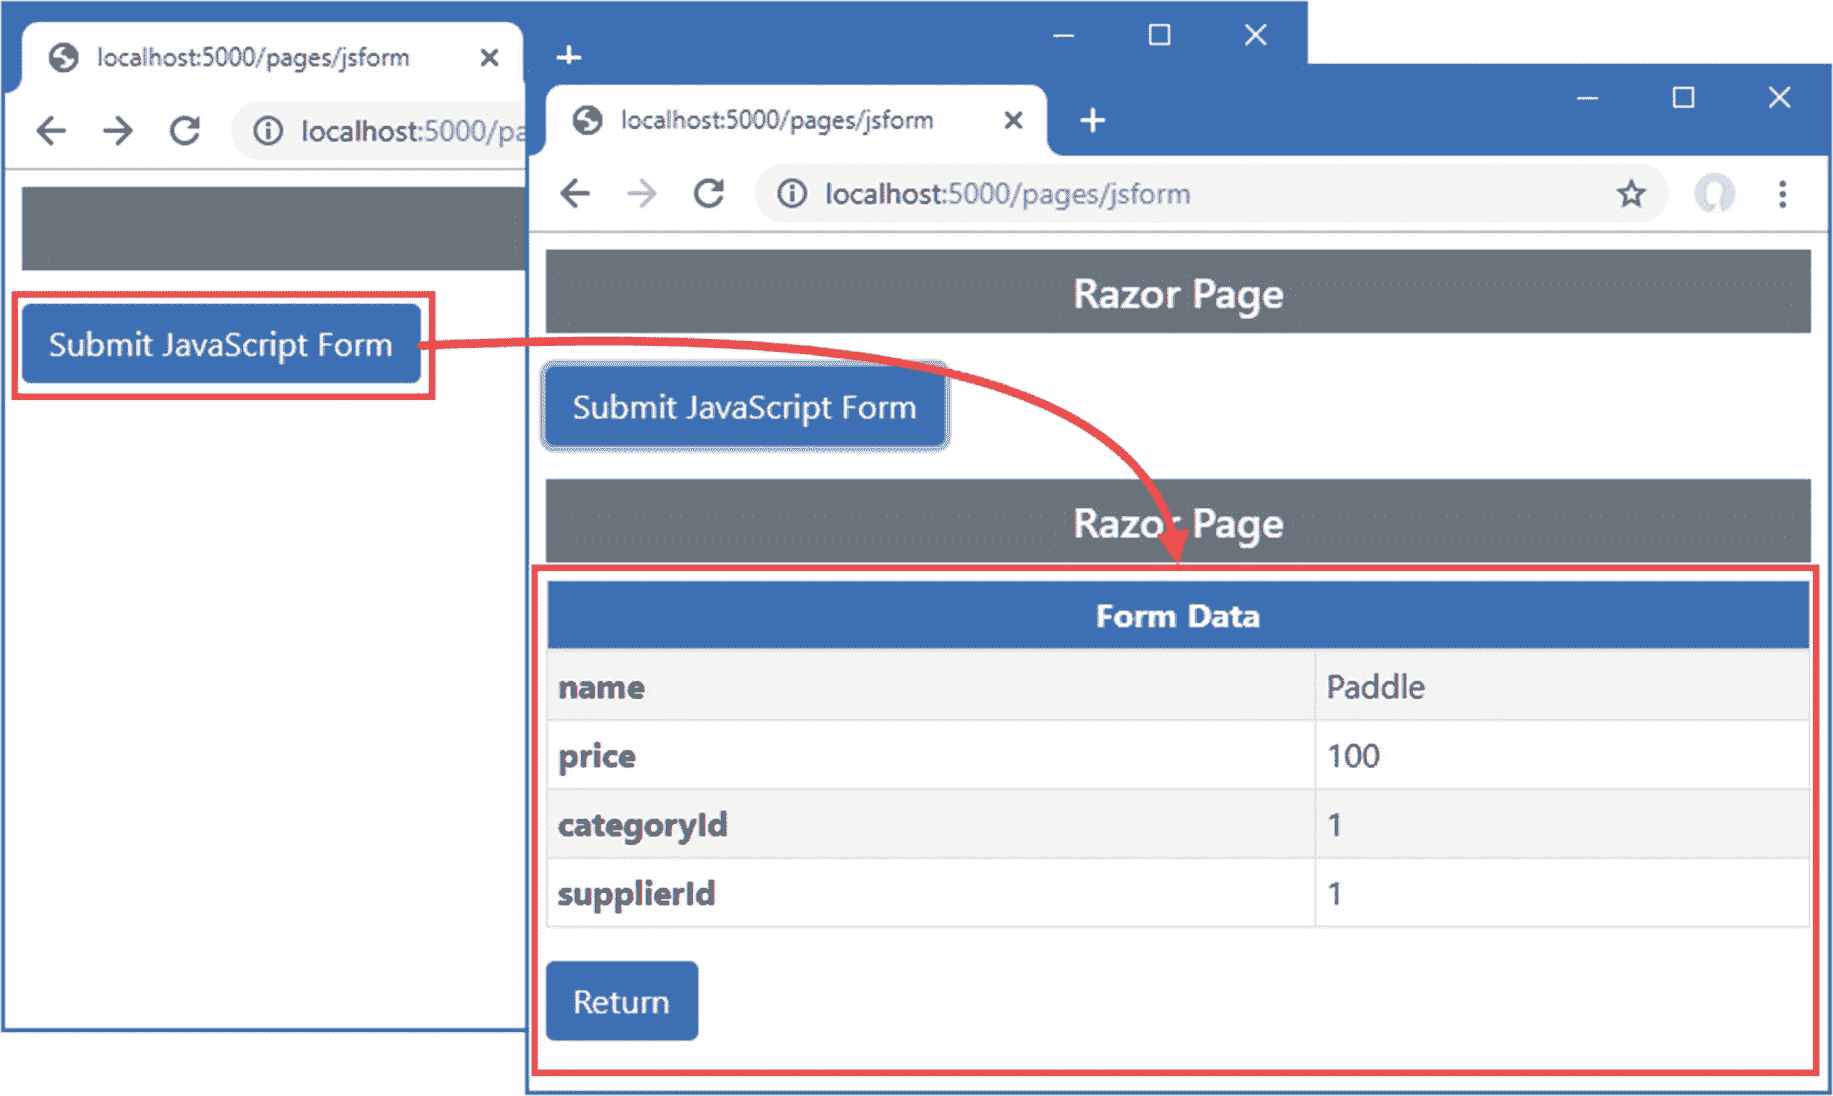 localhost:5000/pages/jsform
localhost:5000/pa
Submit JavaScript Form
localhost:5000/pages/jsform
localhost:5000/pages/jsform
Razor Page
Submit JavaScript Form
Razor Page
Form Data
name Paddle
price 100
categoryId 1
supplierId 1
Return